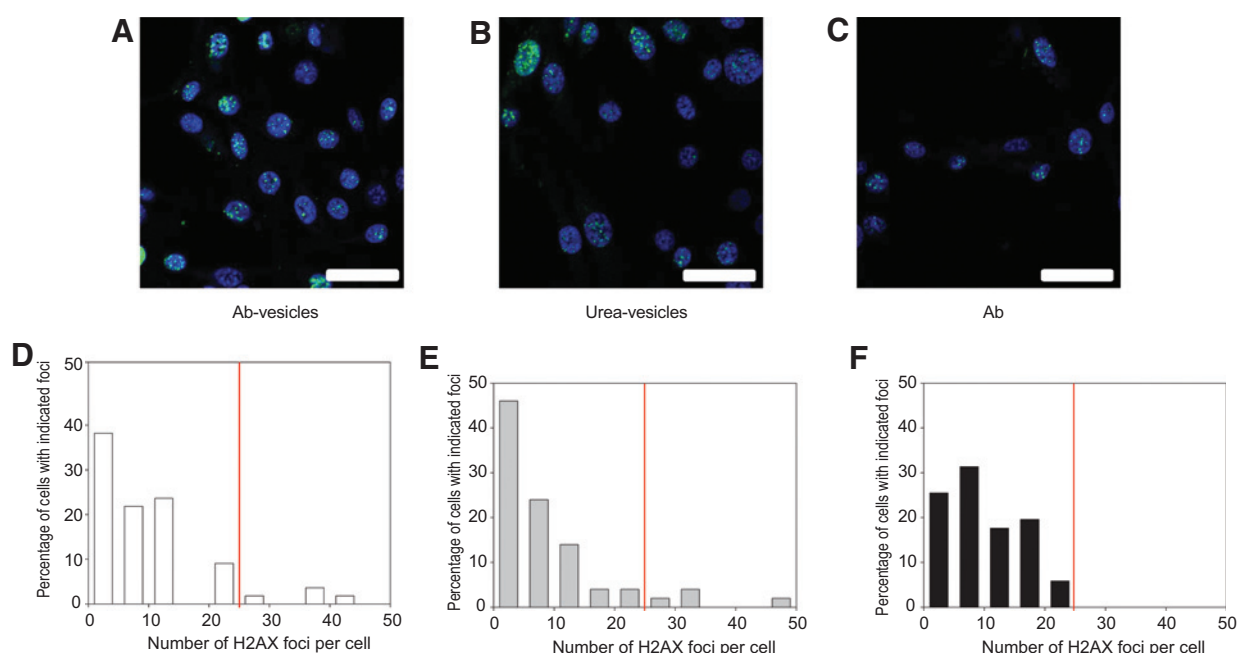 A
B
C
Ab-vesicles
Urea-vesicles
Ab
D
Percentage of cells with indicated foci
50
40
30
20
10
0
0 10 20 30 40 50
Number of H2AX foci per cell
E
Percentage of cells with indicated foci
50
40
30
20
10
0
0 10 20 30 40 50
Number of H2AX foci per cell
F
Percentage of cells with indicated foci
50
40
30
20
10
0
0 10 20 30 40 50
Number of H2AX foci per cell